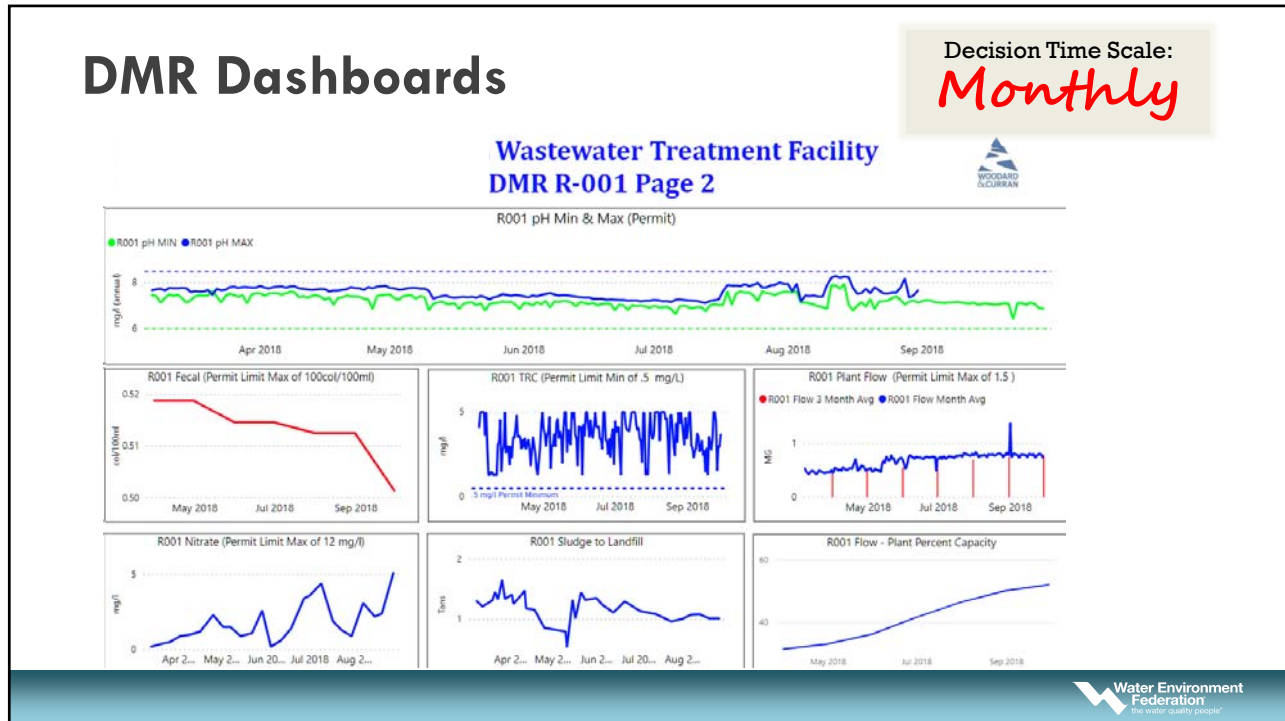 DMR Dashboards
Decision Time Scale:
Monthly
Wastewater Treatment Facility
DMR R-001 Page 2
WOODARD
&CURRAN
R001 pH Min & Max (Permit)
R001 pH MIN R001 pH MAX
mg/l (annual)
8
6
Apr 2018 May 2018 Jun 2018 Jul 2018 Aug 2018 Sep 2018
R001 Fecal (Permit Limit Max of 100col/100ml)
col/100ml
0.52
0.51
0.50
May 2018 Jul 2018 Sep 2018
R001 TRC (Permit Limit Min of .5 mg/L)
mg/l
5
0
.5 mg/l Permit Minimum
May 2018 Jul 2018 Sep 2018
R001 Plant Flow (Permit Limit Max of 1.5 )
R001 Flow 3 Month Avg R001 Flow Month Avg
MG
1
0
May 2018 Jul 2018 Sep 2018
R001 Nitrate (Permit Limit Max of 12 mg/l)
mg/l
5
0
Apr 2... May 2... Jun 20... Jul 2018 Aug 2...
R001 Sludge to Landfill
Tons
2
1
Apr 2... May 2... Jun 2... Jul 20... Aug 2...
R001 Flow - Plant Percent Capacity
60
40
May 2018 Jul 2018 Sep 2018
Water Environment
Federation
the water quality people®